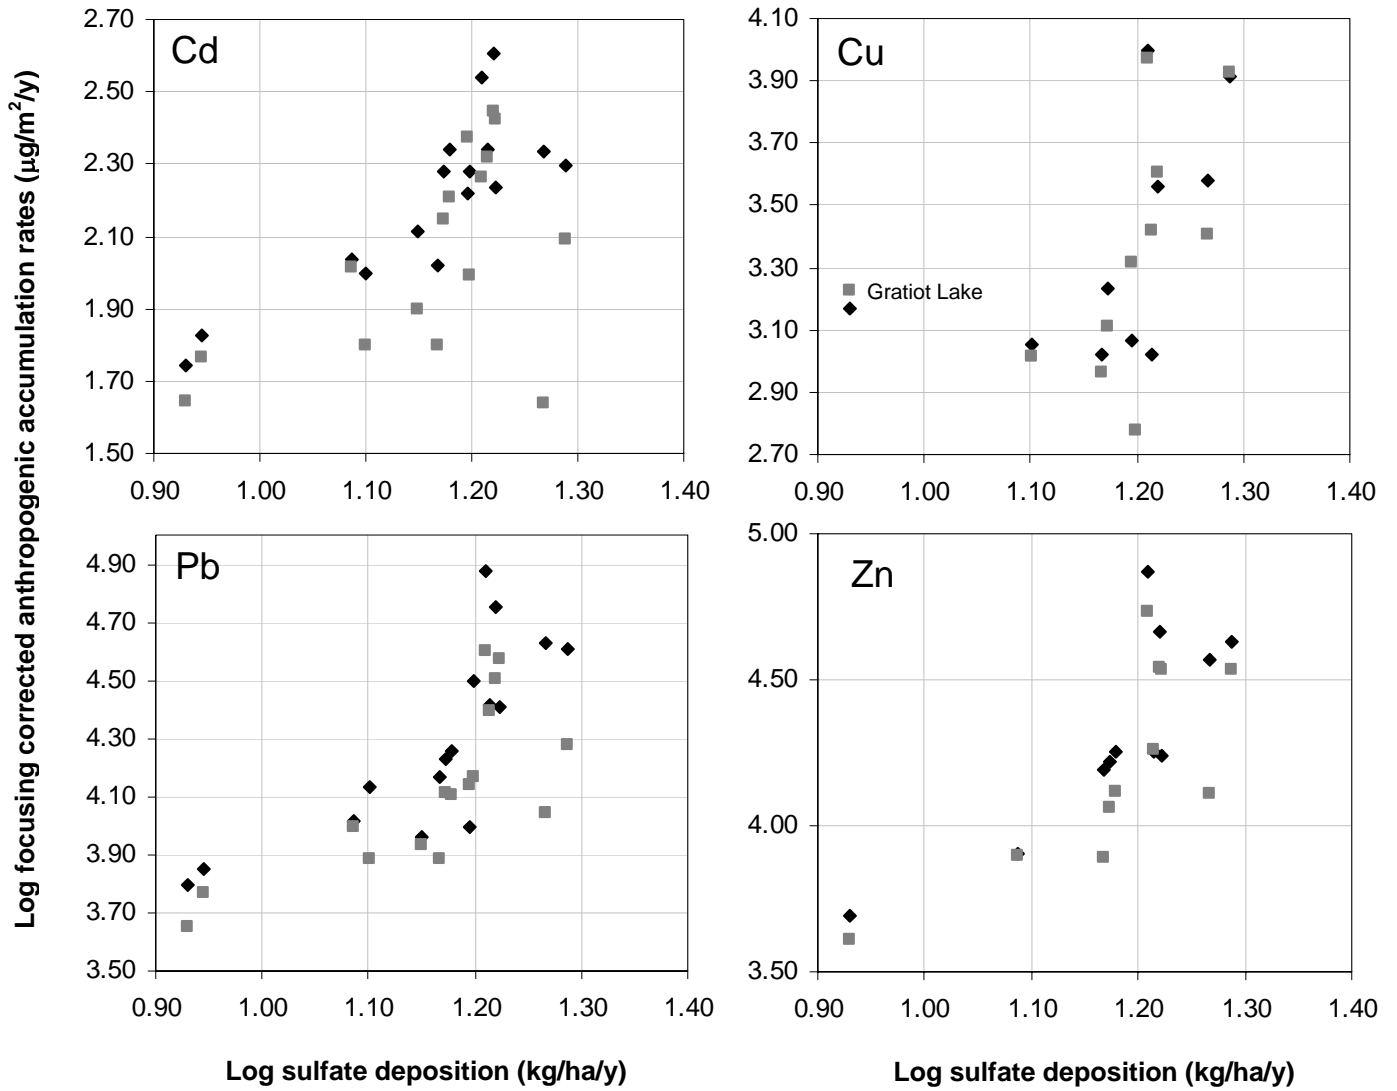 Log focusing corrected anthropogenic accumulation rates (µg/m²/y)
Cd
2.70
2.50
2.30
2.10
1.90
1.70
1.50
0.90 1.00 1.10 1.20 1.30 1.40
Cu
4.10
3.90
3.70
3.50
3.30
3.10
2.90
2.70
Gratiot Lake
0.90 1.00 1.10 1.20 1.30 1.40
Pb
4.90
4.70
4.50
4.30
4.10
3.90
3.70
3.50
0.90 1.00 1.10 1.20 1.30 1.40
Log sulfate deposition (kg/ha/y)
Zn
5.00
4.50
4.00
3.50
0.90 1.00 1.10 1.20 1.30 1.40
Log sulfate deposition (kg/ha/y)